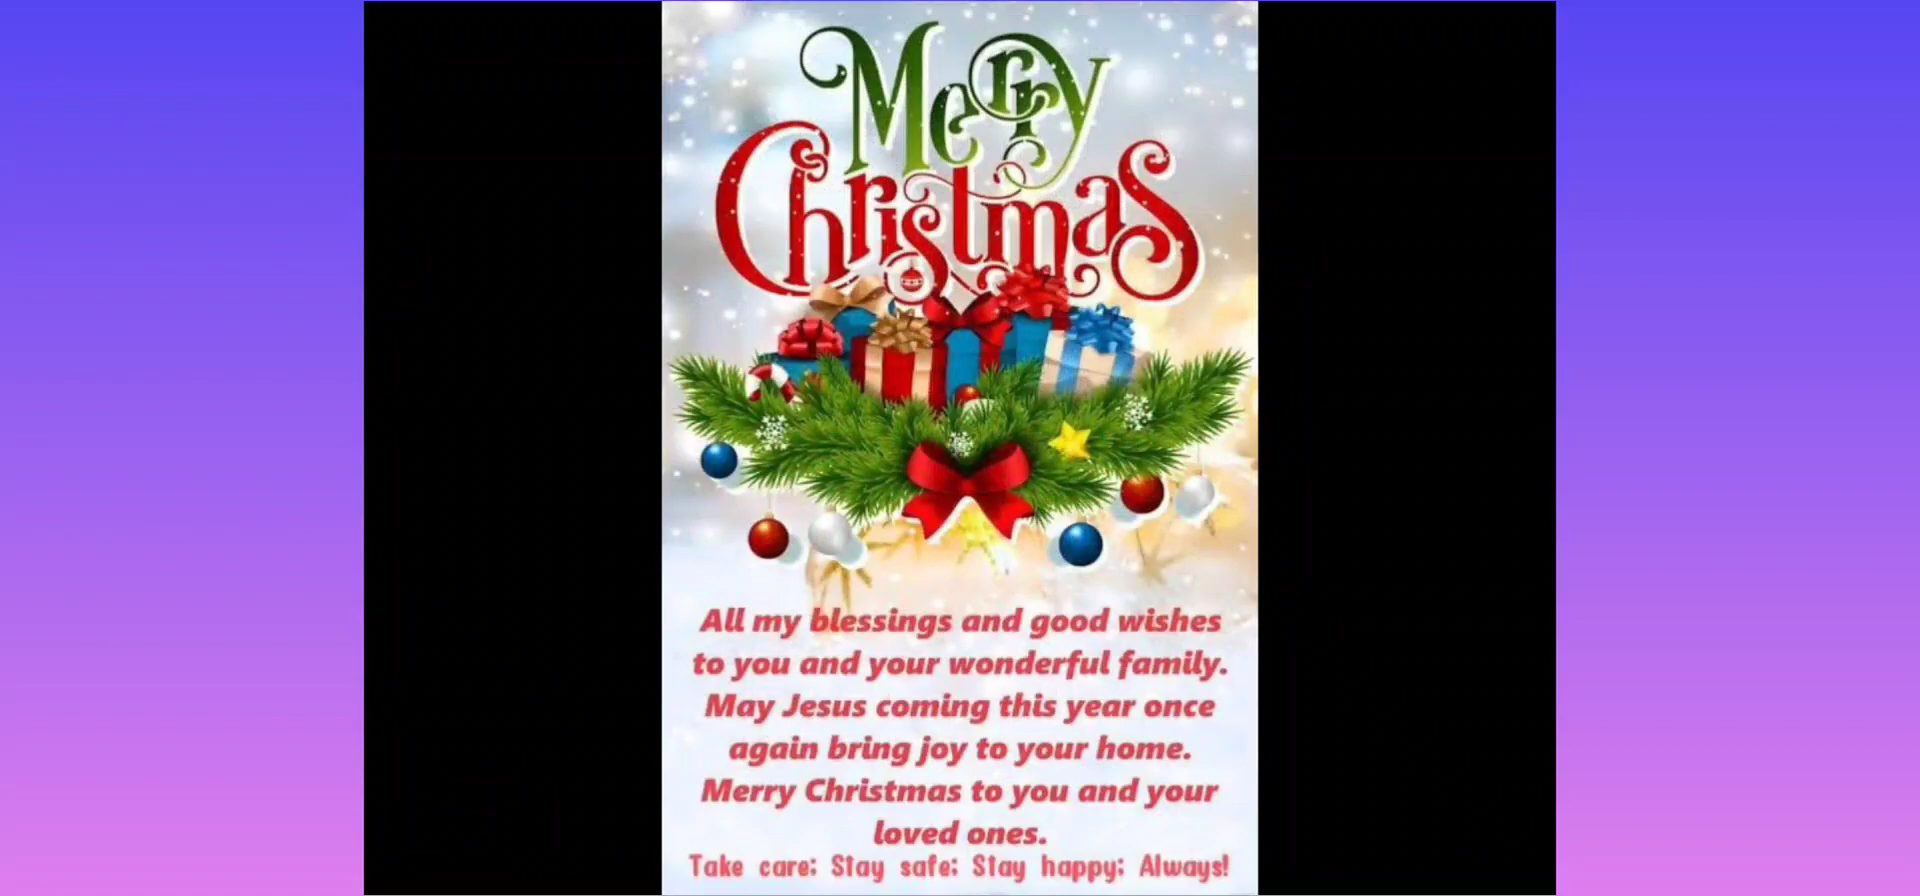 Merry
Christmas
All my blessings and good wishes
to you and your wonderful family.
May Jesus coming this year once
again bring joy to your home.
Merry Christmas to you and your
loved ones.
Take care; Stay safe; Stay happy; Always!